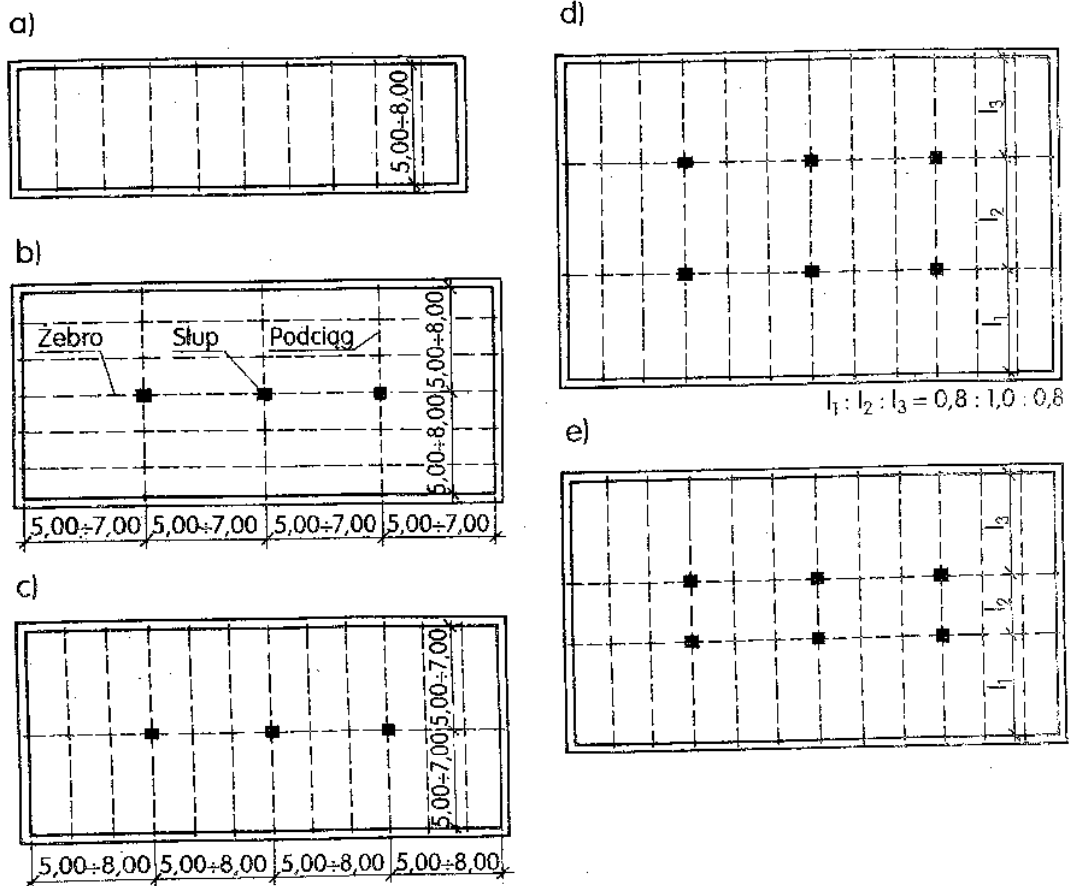 a)
5,00÷8,00
b)
Żebro Słup Podciąg
5,00÷8,00
5,00÷8,00
5,00÷7,00 5,00÷7,00 5,00÷7,00 5,00÷7,00
c)
5,00÷7,00
5,00÷7,00
5,00÷8,00 5,00÷8,00 5,00÷8,00 5,00÷8,00
d)
l₃
l₂
l₁
l₁ : l₂ : l₃ = 0,8 : 1,0 : 0,8
e)
l₃
l₂
l₁